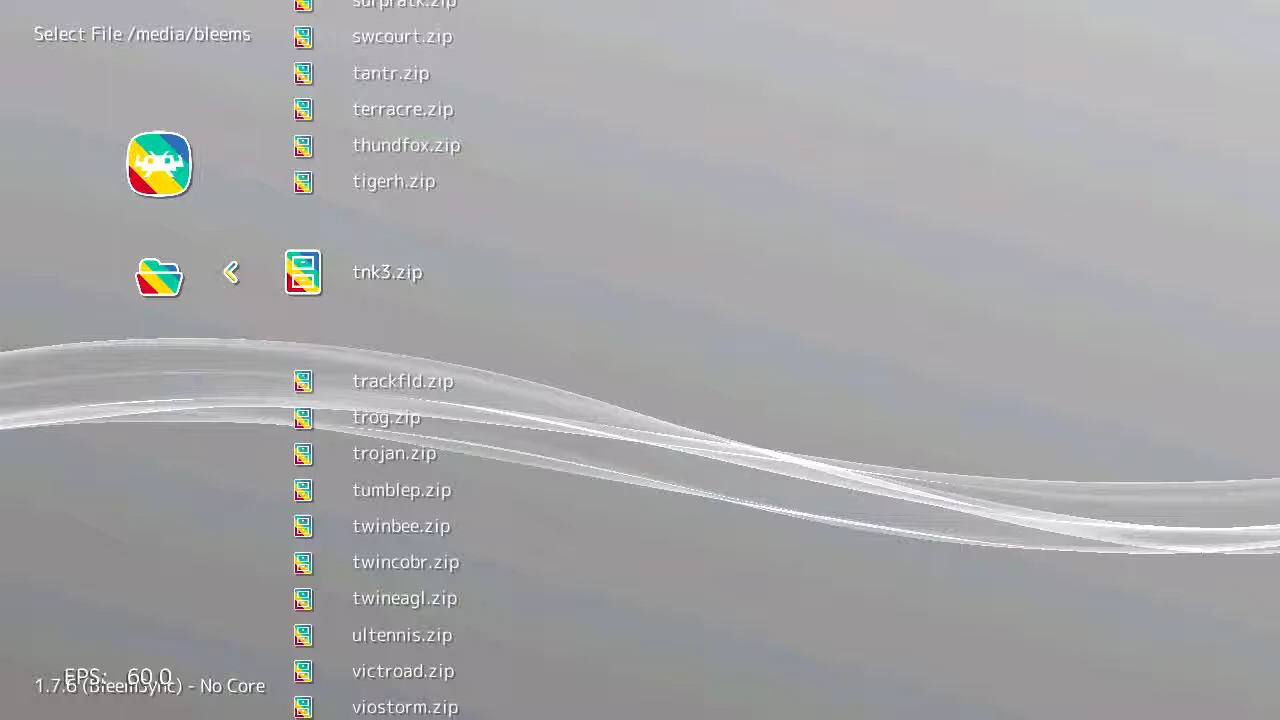 Select File /media/bleems
surpratk.zip
swcourt.zip
tantr.zip
terracre.zip
thundfox.zip
tigerh.zip
tnk3.zip
trackfld.zip
trog.zip
trojan.zip
tumblep.zip
twinbee.zip
twincobr.zip
twineagl.zip
ultennis.zip
victroad.zip
viostorm.zip
FPS: 60.0
1.7.6 (BleemSync) - No Core